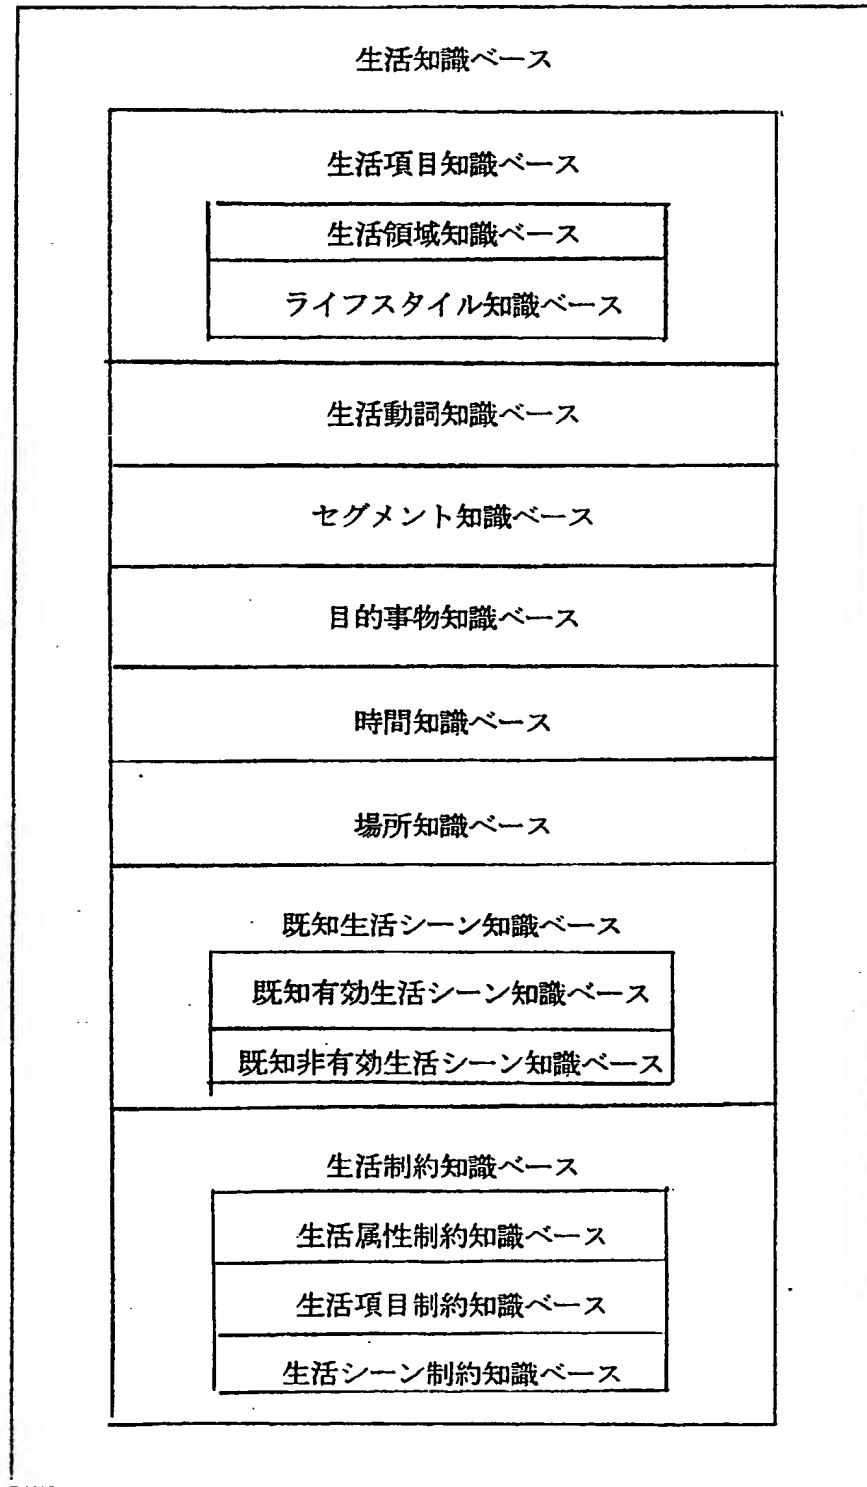 生活知識ベース
生活項目知識ベース
生活領域知識ベース
ライフスタイル知識ベース
生活動詞知識ベース
セグメント知識ベース
目的事物知識ベース
時間知識ベース
場所知識ベース
既知生活シーン知識ベース
既知有効生活シーン知識ベース
既知非有効生活シーン知識ベース
生活制約知識ベース
生活属性制約知識ベース
生活項目制約知識ベース
生活シーン制約知識ベース